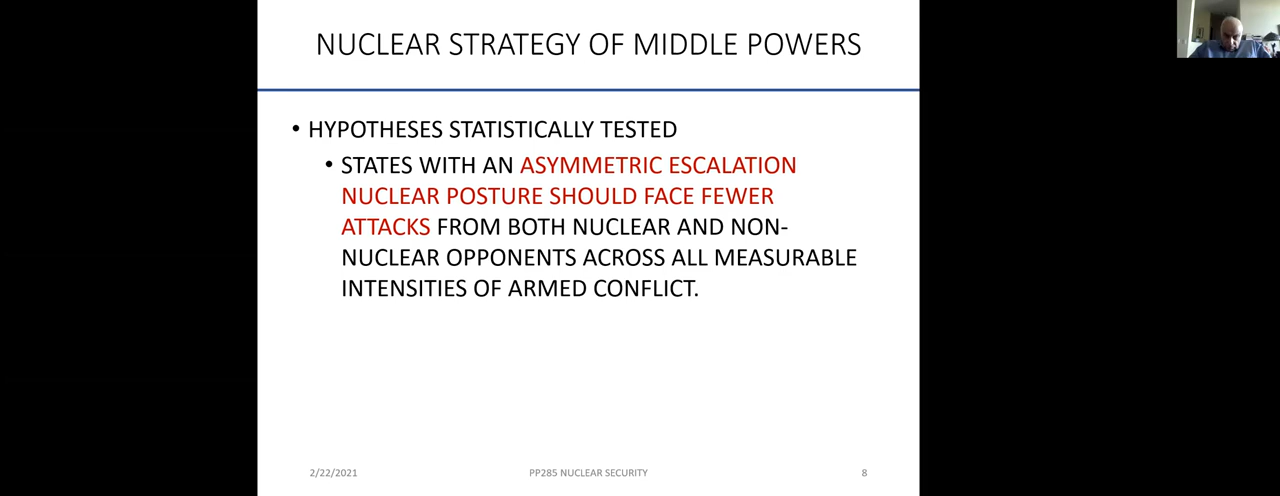 NUCLEAR STRATEGY OF MIDDLE POWERS
• HYPOTHESES STATISTICALLY TESTED
• STATES WITH AN ASYMMETRIC ESCALATION
NUCLEAR POSTURE SHOULD FACE FEWER
ATTACKS FROM BOTH NUCLEAR AND NON-
NUCLEAR OPPONENTS ACROSS ALL MEASURABLE
INTENSITIES OF ARMED CONFLICT.
2/22/2021
PP285 NUCLEAR SECURITY
8